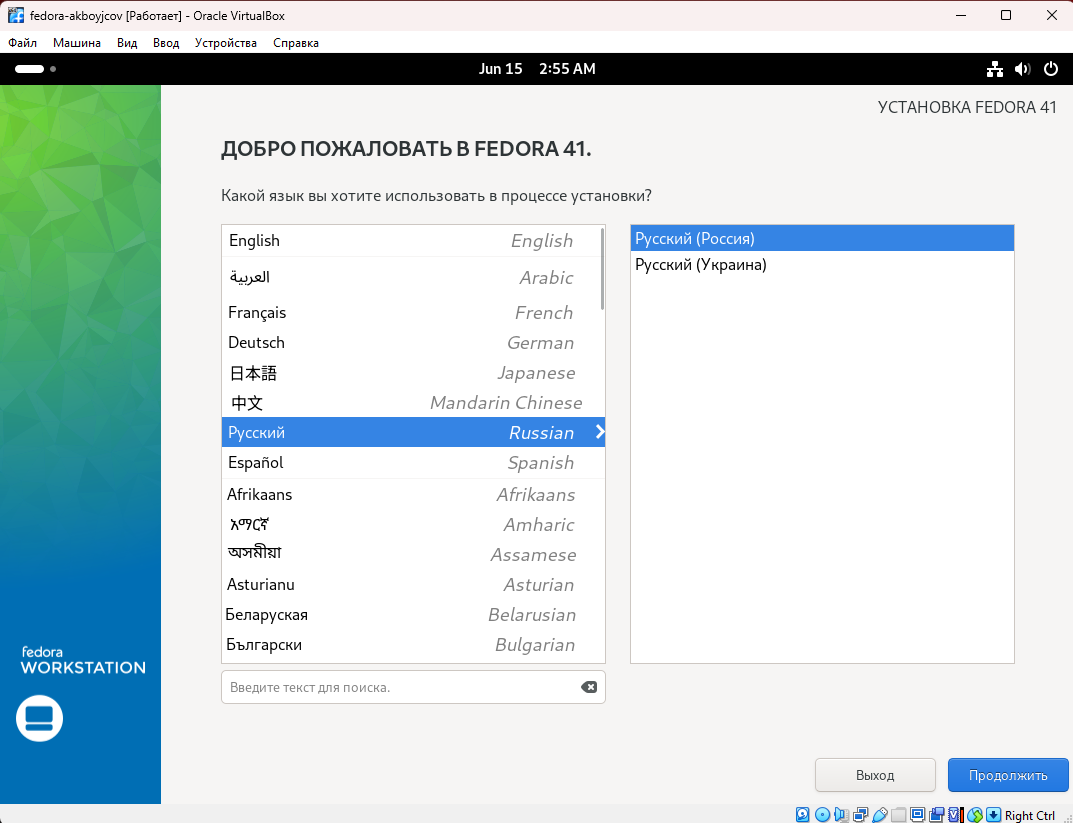 fedora-akboyjcov [Работает] - Oracle VirtualBox
Файл Машина Вид Ввод Устройства Справка
Jun 15 2:55 AM
УСТАНОВКА FEDORA 41
ДОБРО ПОЖАЛОВАТЬ В FEDORA 41.
Какой язык вы хотите использовать в процессе установки?
English English
العربية Arabic
Français French
Deutsch German
日本語 Japanese
中文 Mandarin Chinese
Русский Russian
Español Spanish
Afrikaans Afrikaans
አማርኛ Amharic
অসমীয়া Assamese
Asturianu Asturian
Беларуская Belarusian
Български Bulgarian
Введите текст для поиска.
Русский (Россия)
Русский (Украина)
fedora
WORKSTATION
Выход Продолжить
Right Ctrl